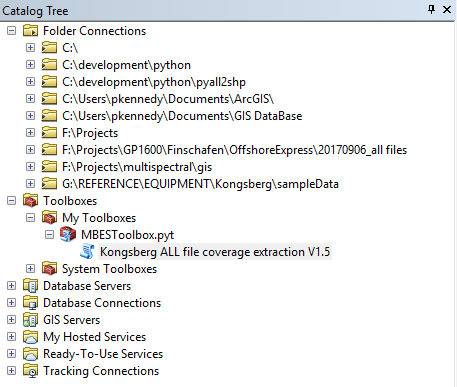 Catalog Tree
Folder Connections
C:\
C:\development\python
C:\development\python\pyall2shp
C:\Users\pkennedy\Documents\ArcGIS\
C:\Users\pkennedy\Documents\GIS DataBase
F:\Projects
F:\Projects\GP1600\Finschafen\OffshoreExpress\20170906_all files
F:\Projects\multispectral\gis
G:\REFERENCE\EQUIPMENT\Kongsberg\sampleData
Toolboxes
My Toolboxes
MBESToolbox.pyt
Kongsberg ALL file coverage extraction V1.5
System Toolboxes
Database Servers
Database Connections
GIS Servers
My Hosted Services
Ready-To-Use Services
Tracking Connections